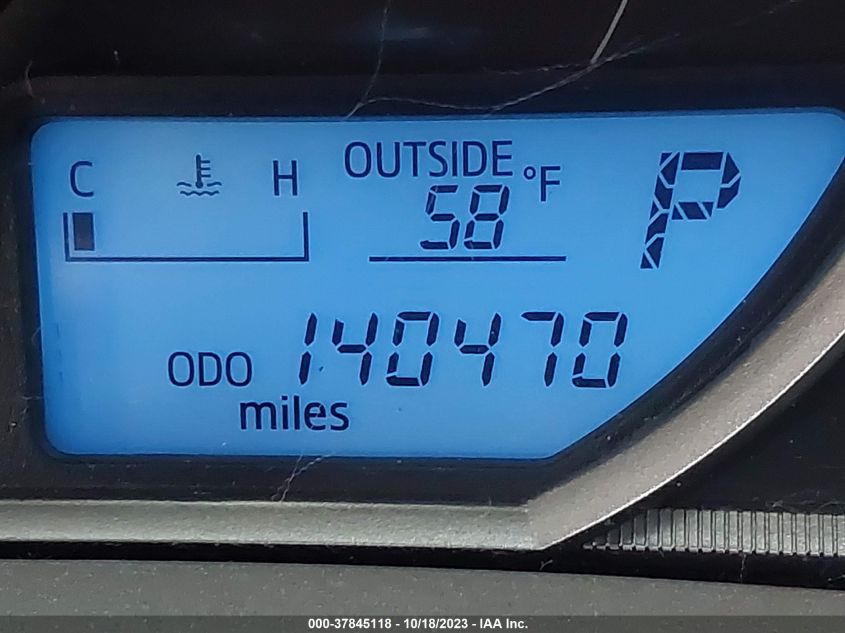 C H OUTSIDE
58 °F P
ODO 140470
miles
000-37845118 - 10/18/2023 - IAA Inc.